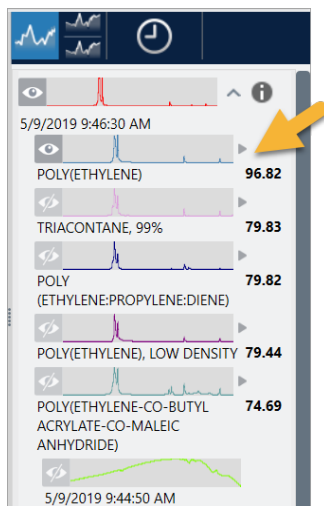 5/9/2019 9:46:30 AM
POLY(ETHYLENE) 96.82
TRIACONTANE, 99% 79.83
POLY 79.82
(ETHYLENE:PROPYLENE:DIENE)
POLY(ETHYLENE), LOW DENSITY 79.44
POLY(ETHYLENE-CO-BUTYL 74.69
ACRYLATE-CO-MALEIC
ANHYDRIDE)
5/9/2019 9:44:50 AM